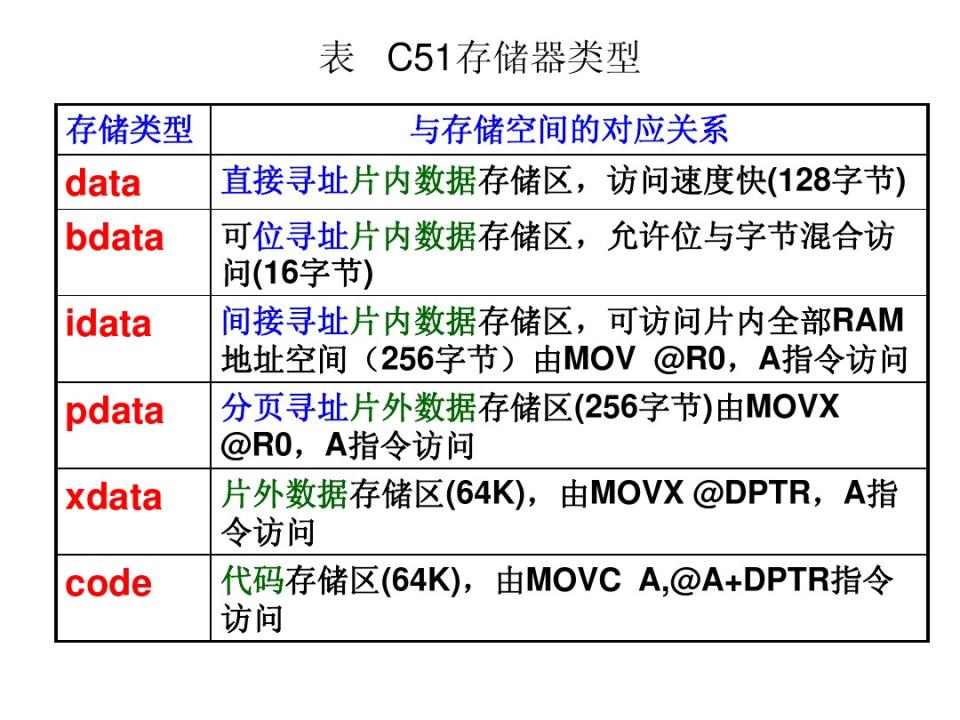 表 C51存储器类型
存储类型 与存储空间的对应关系
data 直接寻址片内数据存储区，访问速度快(128字节)
bdata 可位寻址片内数据存储区，允许位与字节混合访
问(16字节)
idata 间接寻址片内数据存储区，可访问片内全部RAM
地址空间（256字节）由MOV @R0，A指令访问
pdata 分页寻址片外数据存储区(256字节)由MOVX
@R0，A指令访问
xdata 片外数据存储区(64K)，由MOVX @DPTR，A指
令访问
code 代码存储区(64K)，由MOVC A,@A+DPTR指令
访问